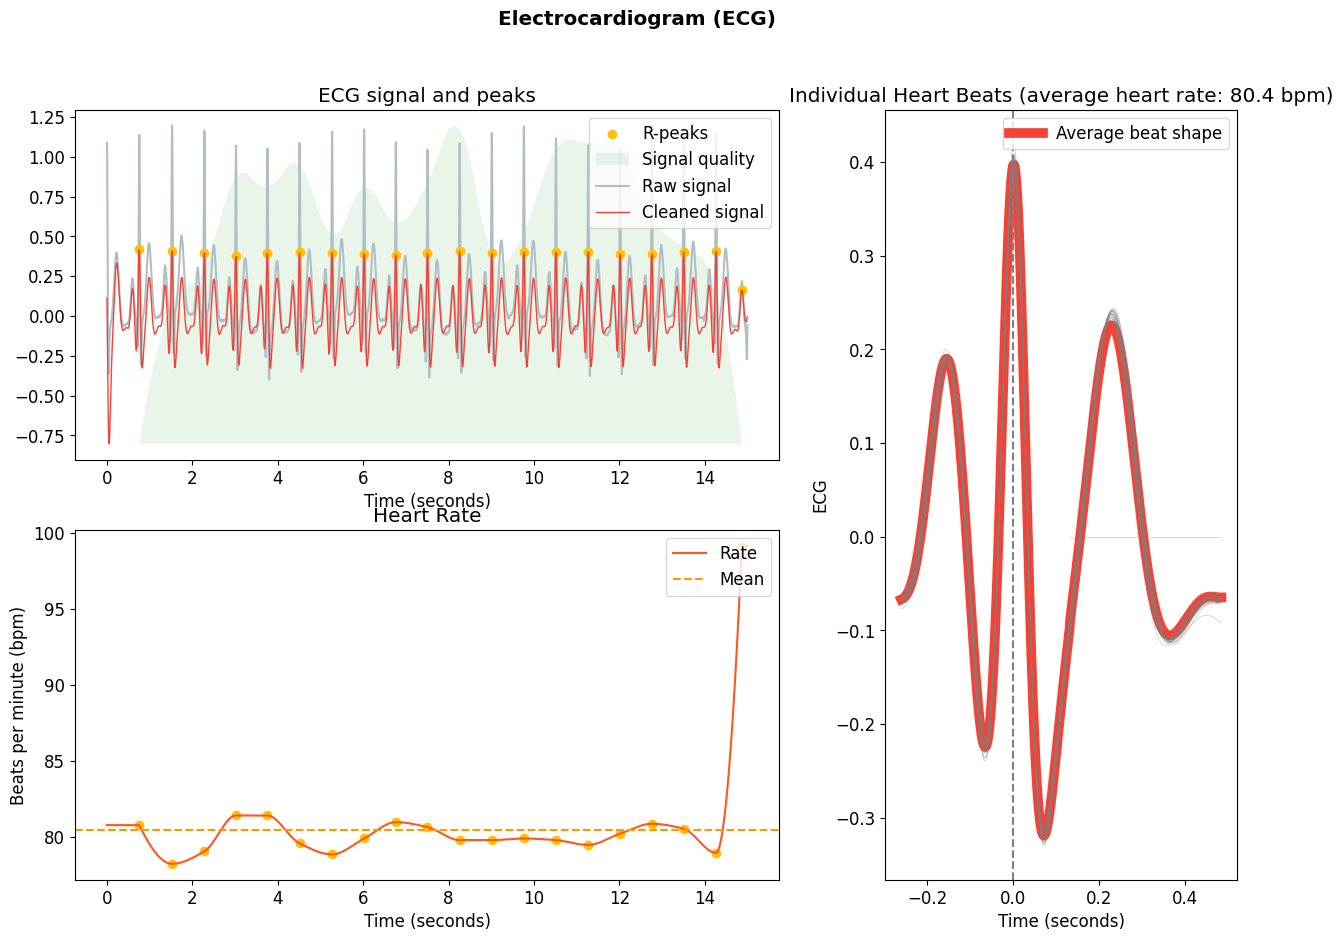 Electrocardiogram (ECG)
ECG signal and peaks
1.25
1.00
0.75
0.50
0.25
0.00
−0.25
−0.50
−0.75
R-peaks
Signal quality
Raw signal
Cleaned signal
0 2 4 6 8 10 12 14
Time (seconds)
Heart Rate
Beats per minute (bpm)
100
95
90
85
80
Rate
Mean
0 2 4 6 8 10 12 14
Time (seconds)
Individual Heart Beats (average heart rate: 80.4 bpm)
Average beat shape
ECG
0.4
0.3
0.2
0.1
0.0
−0.1
−0.2
−0.3
−0.2 0.0 0.2 0.4
Time (seconds)